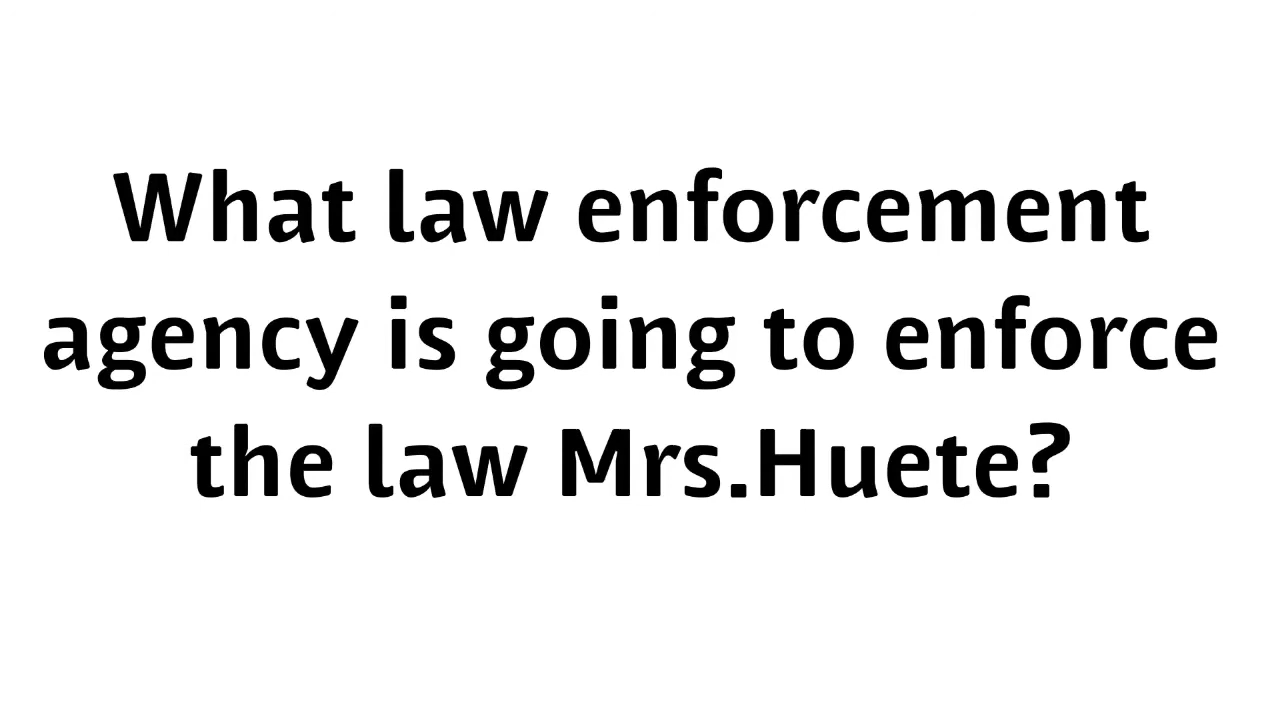 What law enforcement
agency is going to enforce
the law Mrs.Huete?